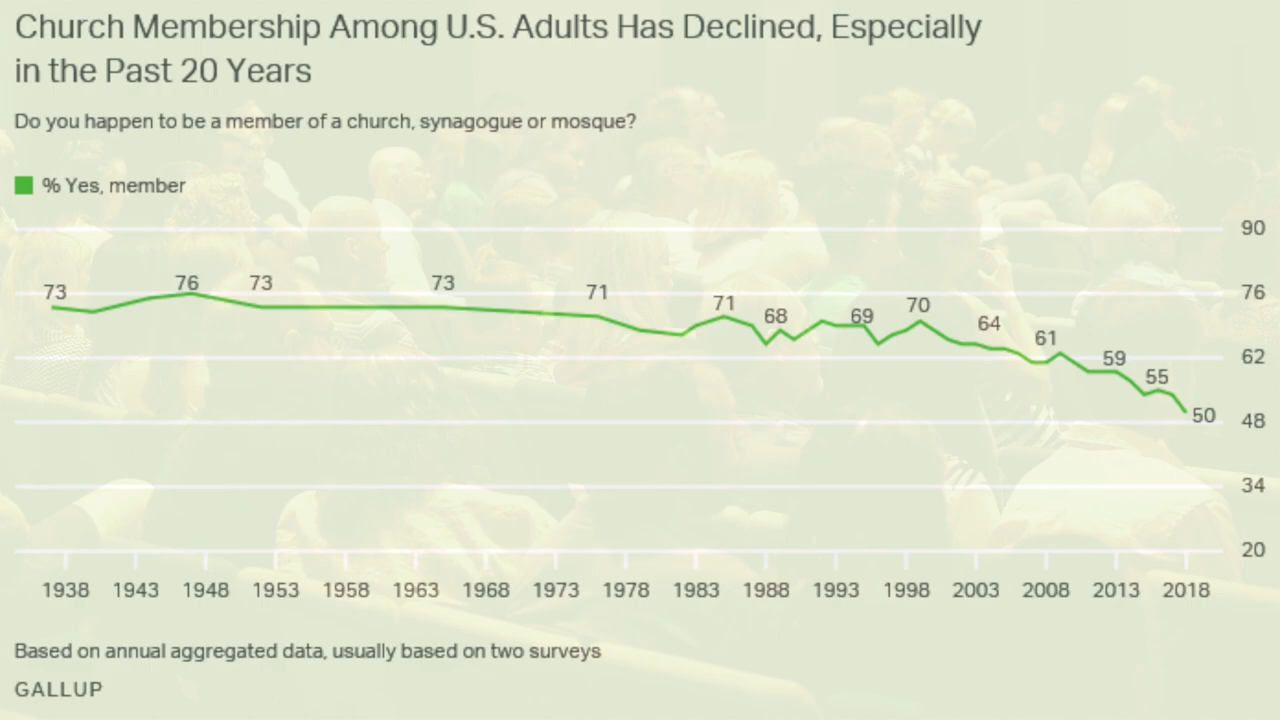 Church Membership Among U.S. Adults Has Declined, Especially
in the Past 20 Years
Do you happen to be a member of a church, synagogue or mosque?
% Yes, member
90
73 76 73 73 71 71 68 69 70 64 61 59 55 50
76
62
48
34
20
1938 1943 1948 1953 1958 1963 1968 1973 1978 1983 1988 1993 1998 2003 2008 2013 2018
Based on annual aggregated data, usually based on two surveys
GALLUP